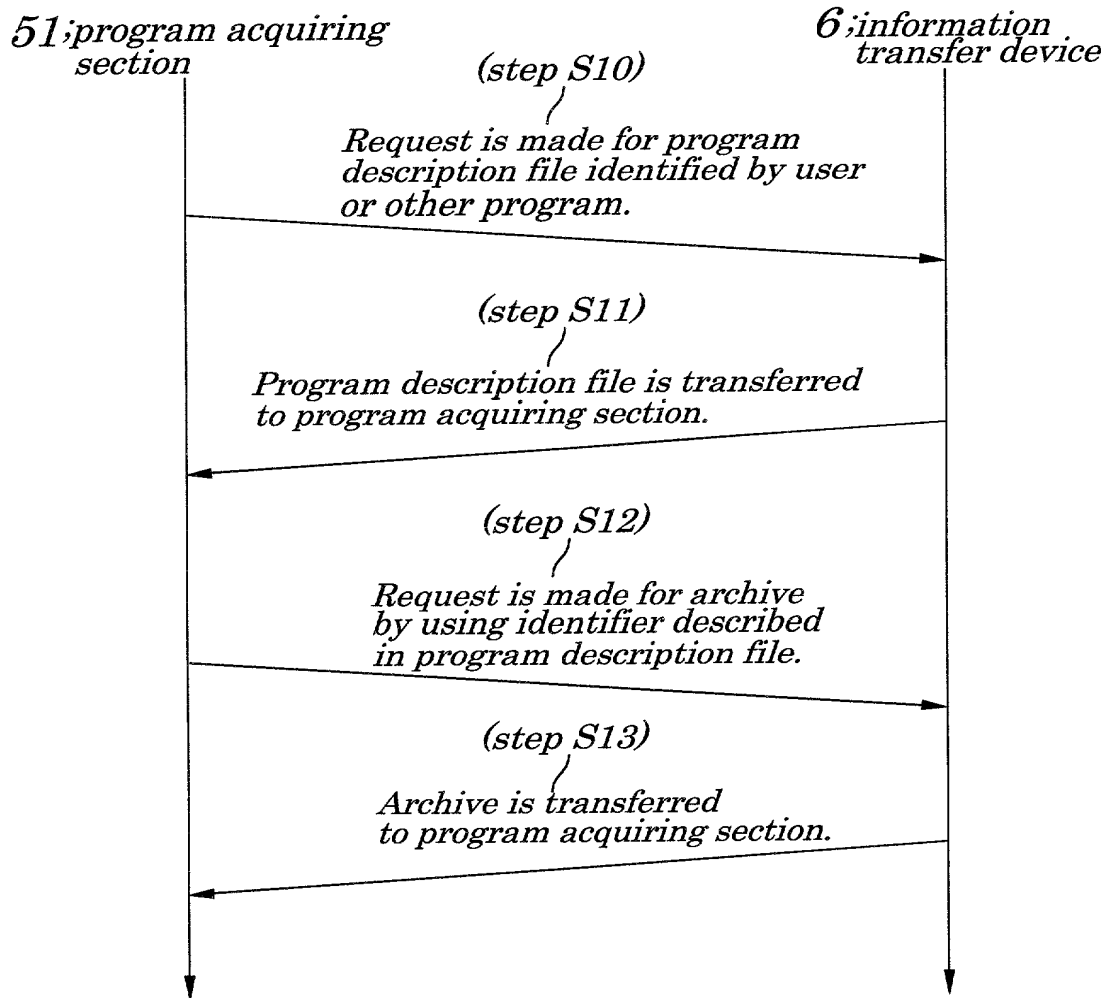 51;program acquiring
section
6;information
transfer device
(step S10)
Request is made for program
description file identified by user
or other program.
(step S11)
Program description file is transferred
to program acquiring section.
(step S12)
Request is made for archive
by using identifier described
in program description file.
(step S13)
Archive is transferred
to program acquiring section.